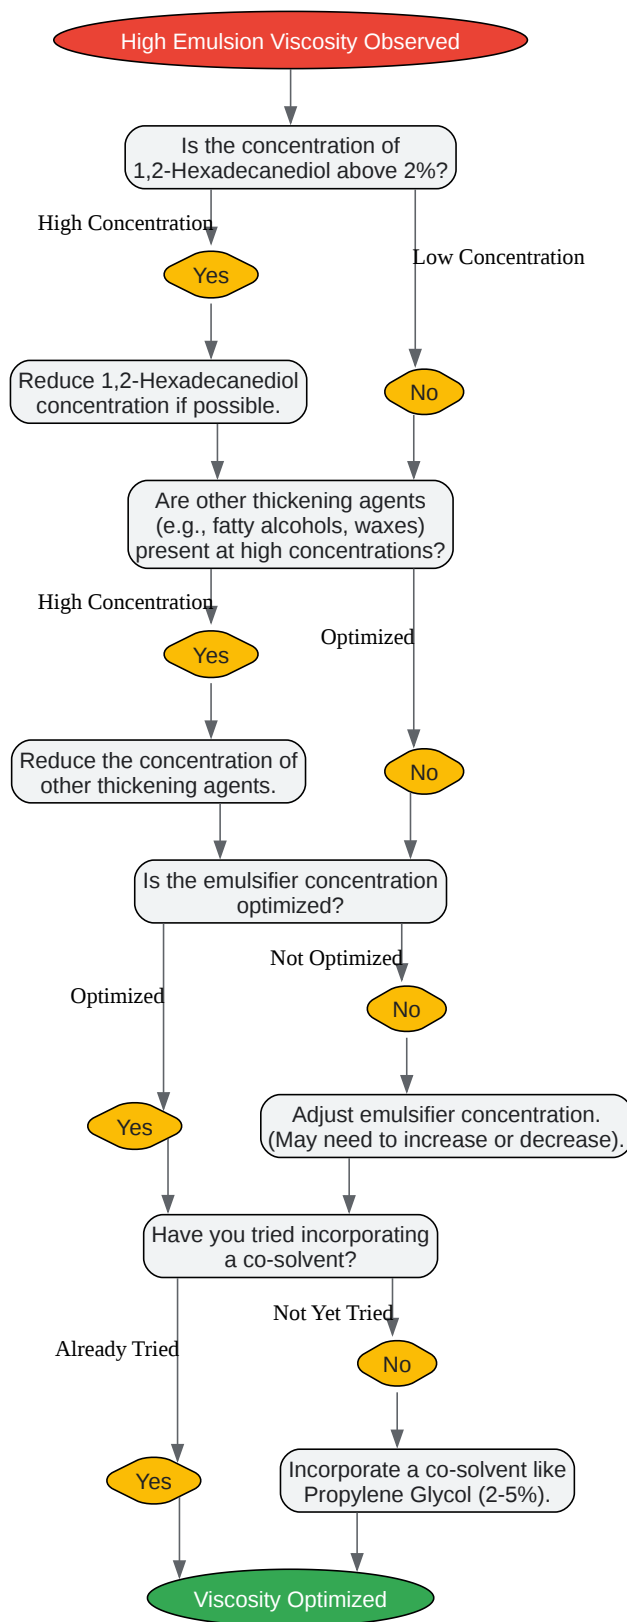 High Emulsion Viscosity Observed
Is the concentration of
1,2-Hexadecanediol above 2%?
High Concentration
Low Concentration
Yes
Reduce 1,2-Hexadecanediol
concentration if possible.
No
Are other thickening agents
(e.g., fatty alcohols, waxes)
present at high concentrations?
High Concentration
Optimized
Yes
Reduce the concentration of
other thickening agents.
No
Is the emulsifier concentration
optimized?
Not Optimized
Optimized
No
Yes
Adjust emulsifier concentration.
(May need to increase or decrease).
Have you tried incorporating
a co-solvent?
Not Yet Tried
Already Tried
No
Yes
Incorporate a co-solvent like
Propylene Glycol (2-5%).
Viscosity Optimized